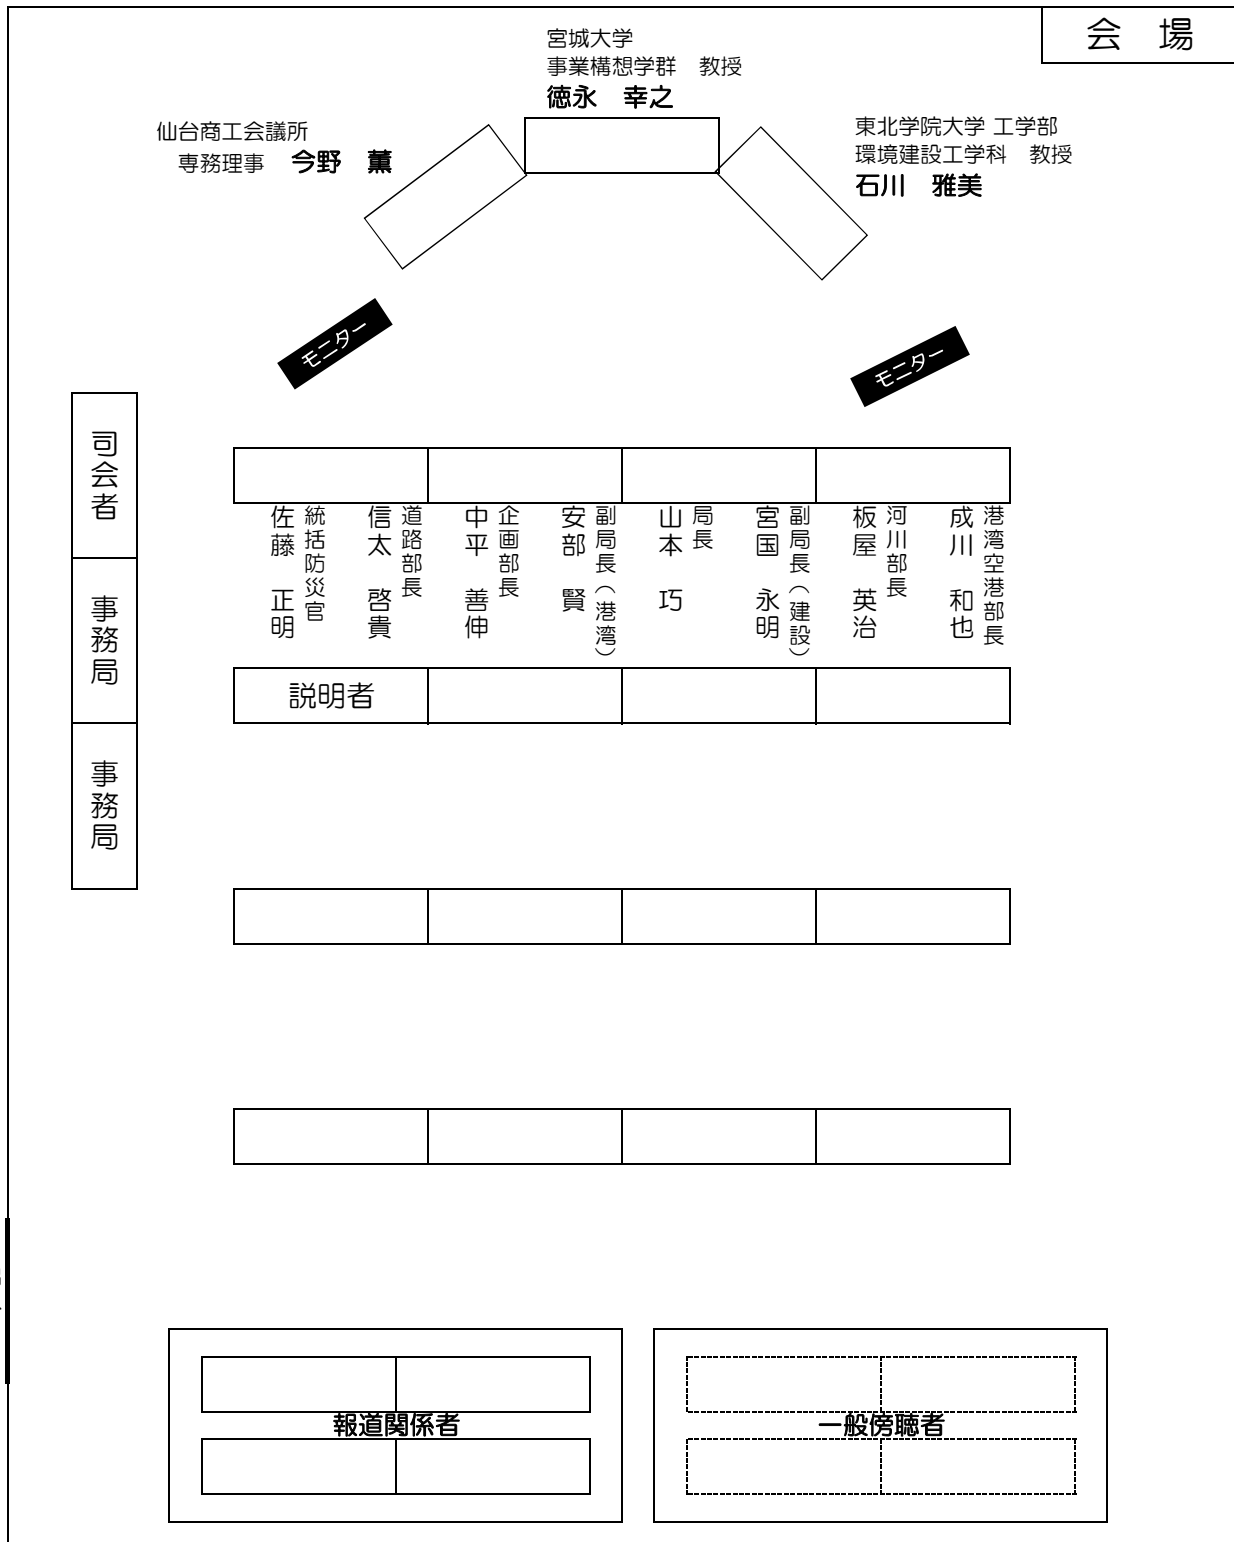 会　場
宮城大学
事業構想学群　教授
徳永　幸之
仙台商工会議所
専務理事　今野　薫
東北学院大学 工学部
環境建設工学科　教授
石川　雅美
モニター
モニター
司会者
事務局
事務局
統括防災官
佐藤　正明
道路部長
信太　啓貴
企画部長
中平　善伸
副局長（港湾）
安部　賢
局長
山本　巧
副局長（建設）
宮国　永明
河川部長
板屋　英治
港湾空港部長
成川　和也
説明者
報道関係者
一般傍聴者